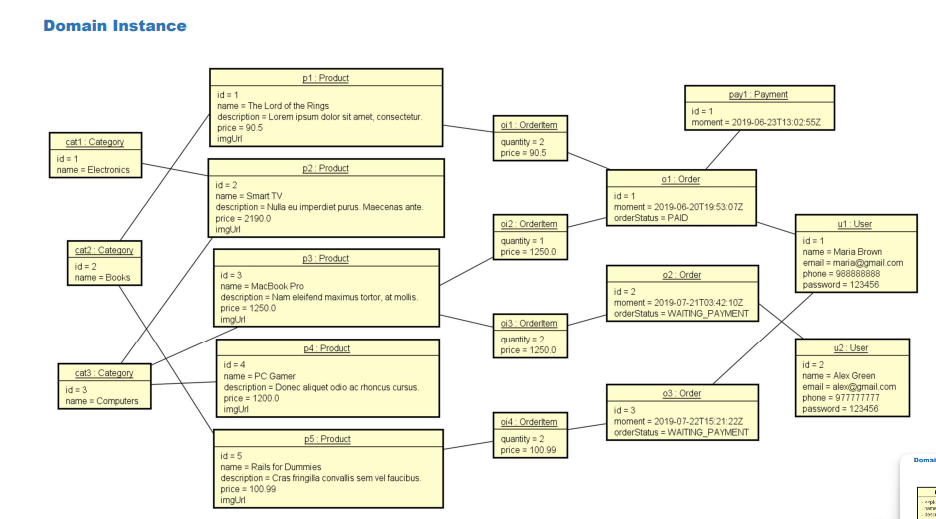 Domain Instance
p1 : Product
id = 1
name = The Lord of the Rings
description = Lorem ipsum dolor sit amet, consectetur.
price = 90.5
imgUrl
pay1 : Payment
id = 1
moment = 2019-06-23T13:02:55Z
oi1 : OrderItem
quantity = 2
price = 90.5
cat1 : Category
id = 1
name = Electronics
p2 : Product
id = 2
name = Smart TV
description = Nulla eu imperdiet purus. Maecenas ante.
price = 2190.0
imgUrl
o1 : Order
id = 1
moment = 2019-06-20T19:53:07Z
orderStatus = PAID
oi2 : OrderItem
quantity = 1
price = 1250.0
u1 : User
id = 1
name = Maria Brown
email = maria@gmail.com
phone = 988888888
password = 123456
cat2 : Category
id = 2
name = Books
p3 : Product
id = 3
name = MacBook Pro
description = Nam eleifend maximus tortor, at mollis.
price = 1250.0
imgUrl
o2 : Order
id = 2
moment = 2019-07-21T03:42:10Z
orderStatus = WAITING_PAYMENT
oi3 : OrderItem
quantity = 2
price = 1250.0
p4 : Product
id = 4
name = PC Gamer
description = Donec aliquet odio ac rhoncus cursus.
price = 1200.0
imgUrl
u2 : User
id = 2
name = Alex Green
email = alex@gmail.com
phone = 977777777
password = 123456
cat3 : Category
id = 3
name = Computers
o3 : Order
id = 3
moment = 2019-07-22T15:21:22Z
orderStatus = WAITING_PAYMENT
oi4 : OrderItem
quantity = 2
price = 100.99
p5 : Product
id = 5
name = Rails for Dummies
description = Cras fringilla convallis sem vel faucibus.
price = 100.99
imgUrl